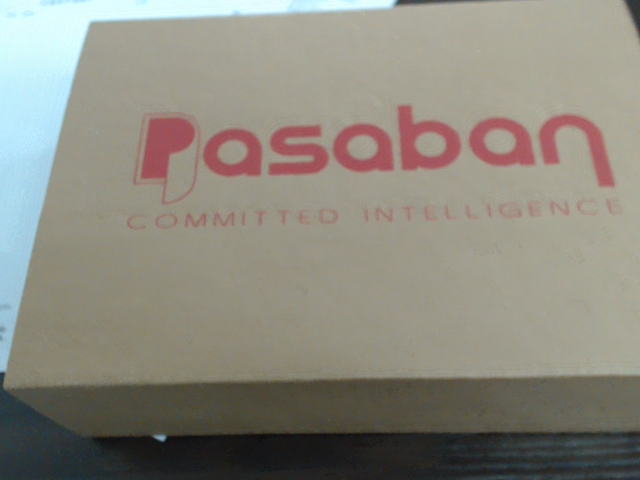 Pasaban
COMMITTED INTELLIGENCE